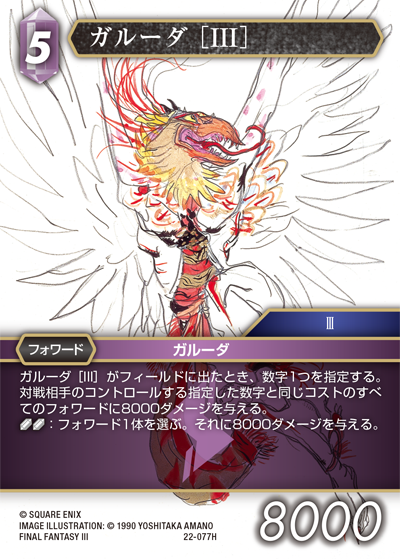 5
ガルーダ [III]
III
フォワード
ガルーダ
ガルーダ [III] がフィールドに出たとき、数字1つを指定する。
対戦相手のコントロールする指定した数字と同じコストのすべ
てのフォワードに8000ダメージを与える。
:フォワード1体を選ぶ。それに8000ダメージを与える。
© SQUARE ENIX
IMAGE ILLUSTRATION: © 1990 YOSHITAKA AMANO
FINAL FANTASY III
22-077H
8000